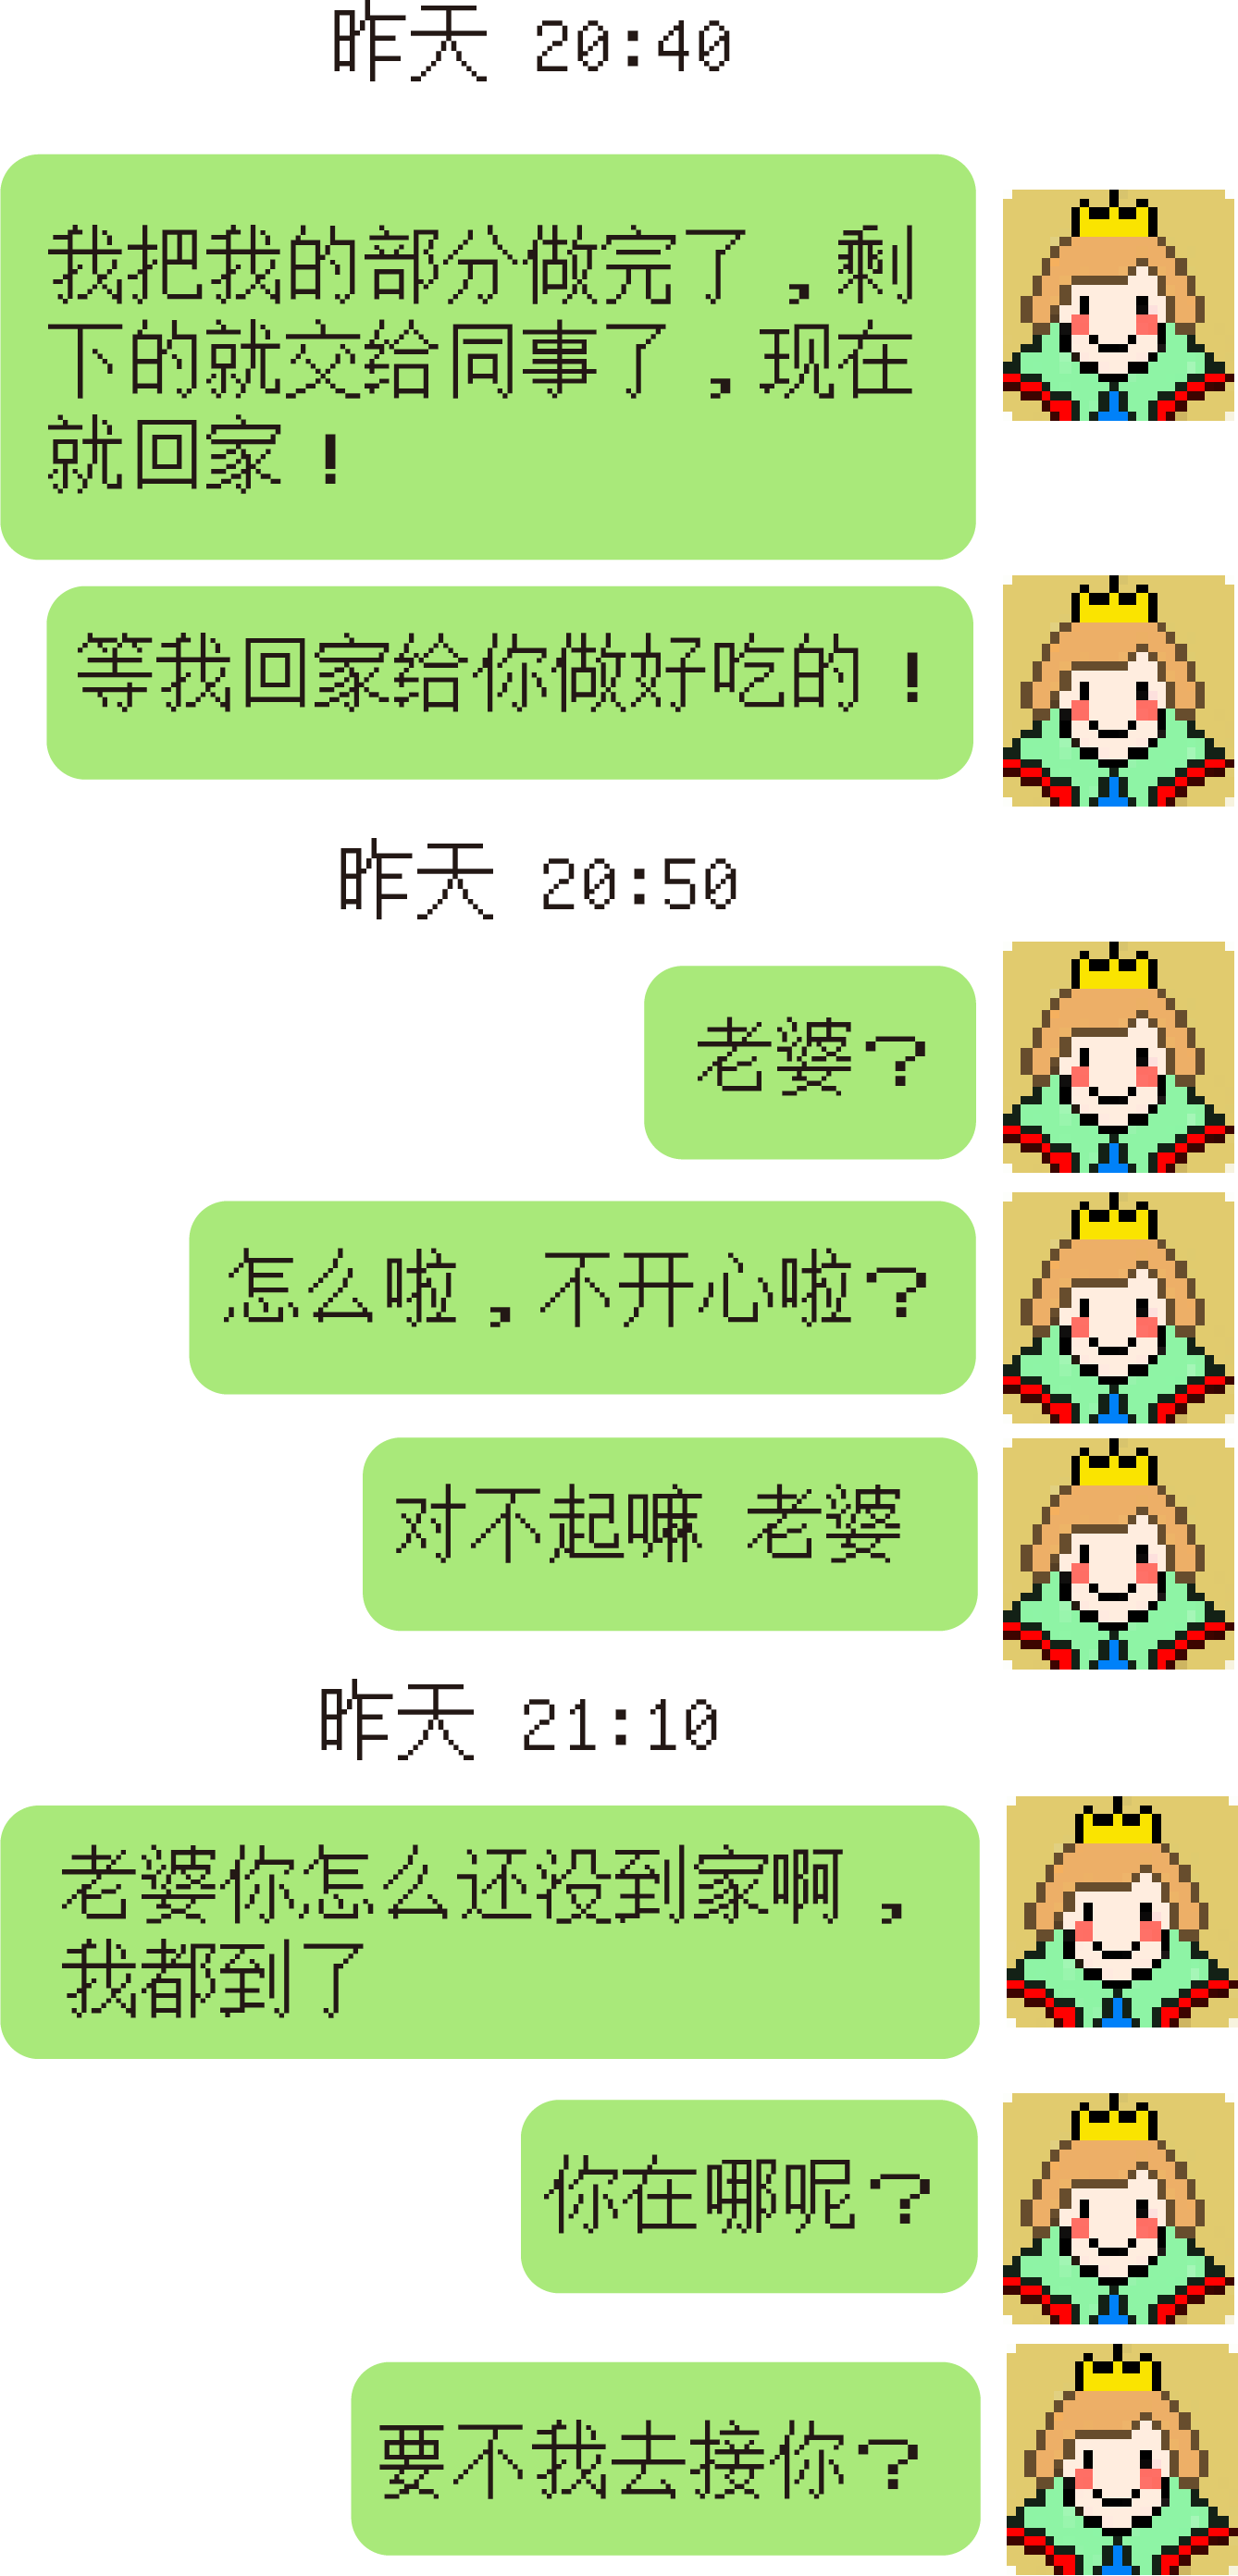 昨天 20:40
我把我的部分做完了，剩
下的就交给同事了，现在
就回家！
等我回家给你做好吃的！
昨天 20:50
老婆？
怎么啦，不开心啦？
对不起嘛 老婆
昨天 21:10
老婆你怎么还没到家啊，
我都到了
你在哪呢？
要不我去接你？